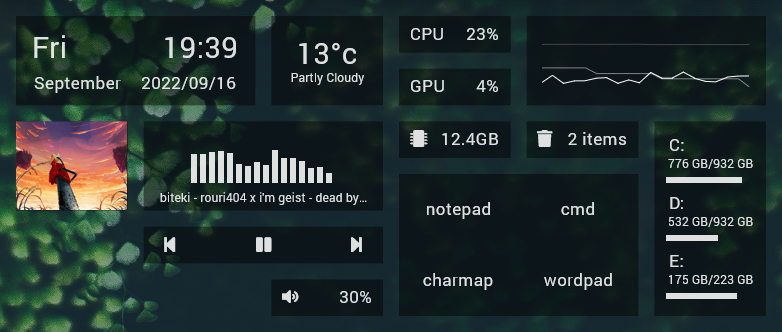 Fri 19:39
September 2022/09/16
13°c
Partly Cloudy
CPU 23%
GPU 4%
12.4GB
2 items
biteki - rouri404 x i'm geist - dead by...
30%
notepad cmd
charmap wordpad
C:
776 GB/932 GB
D:
532 GB/932 GB
E:
175 GB/223 GB